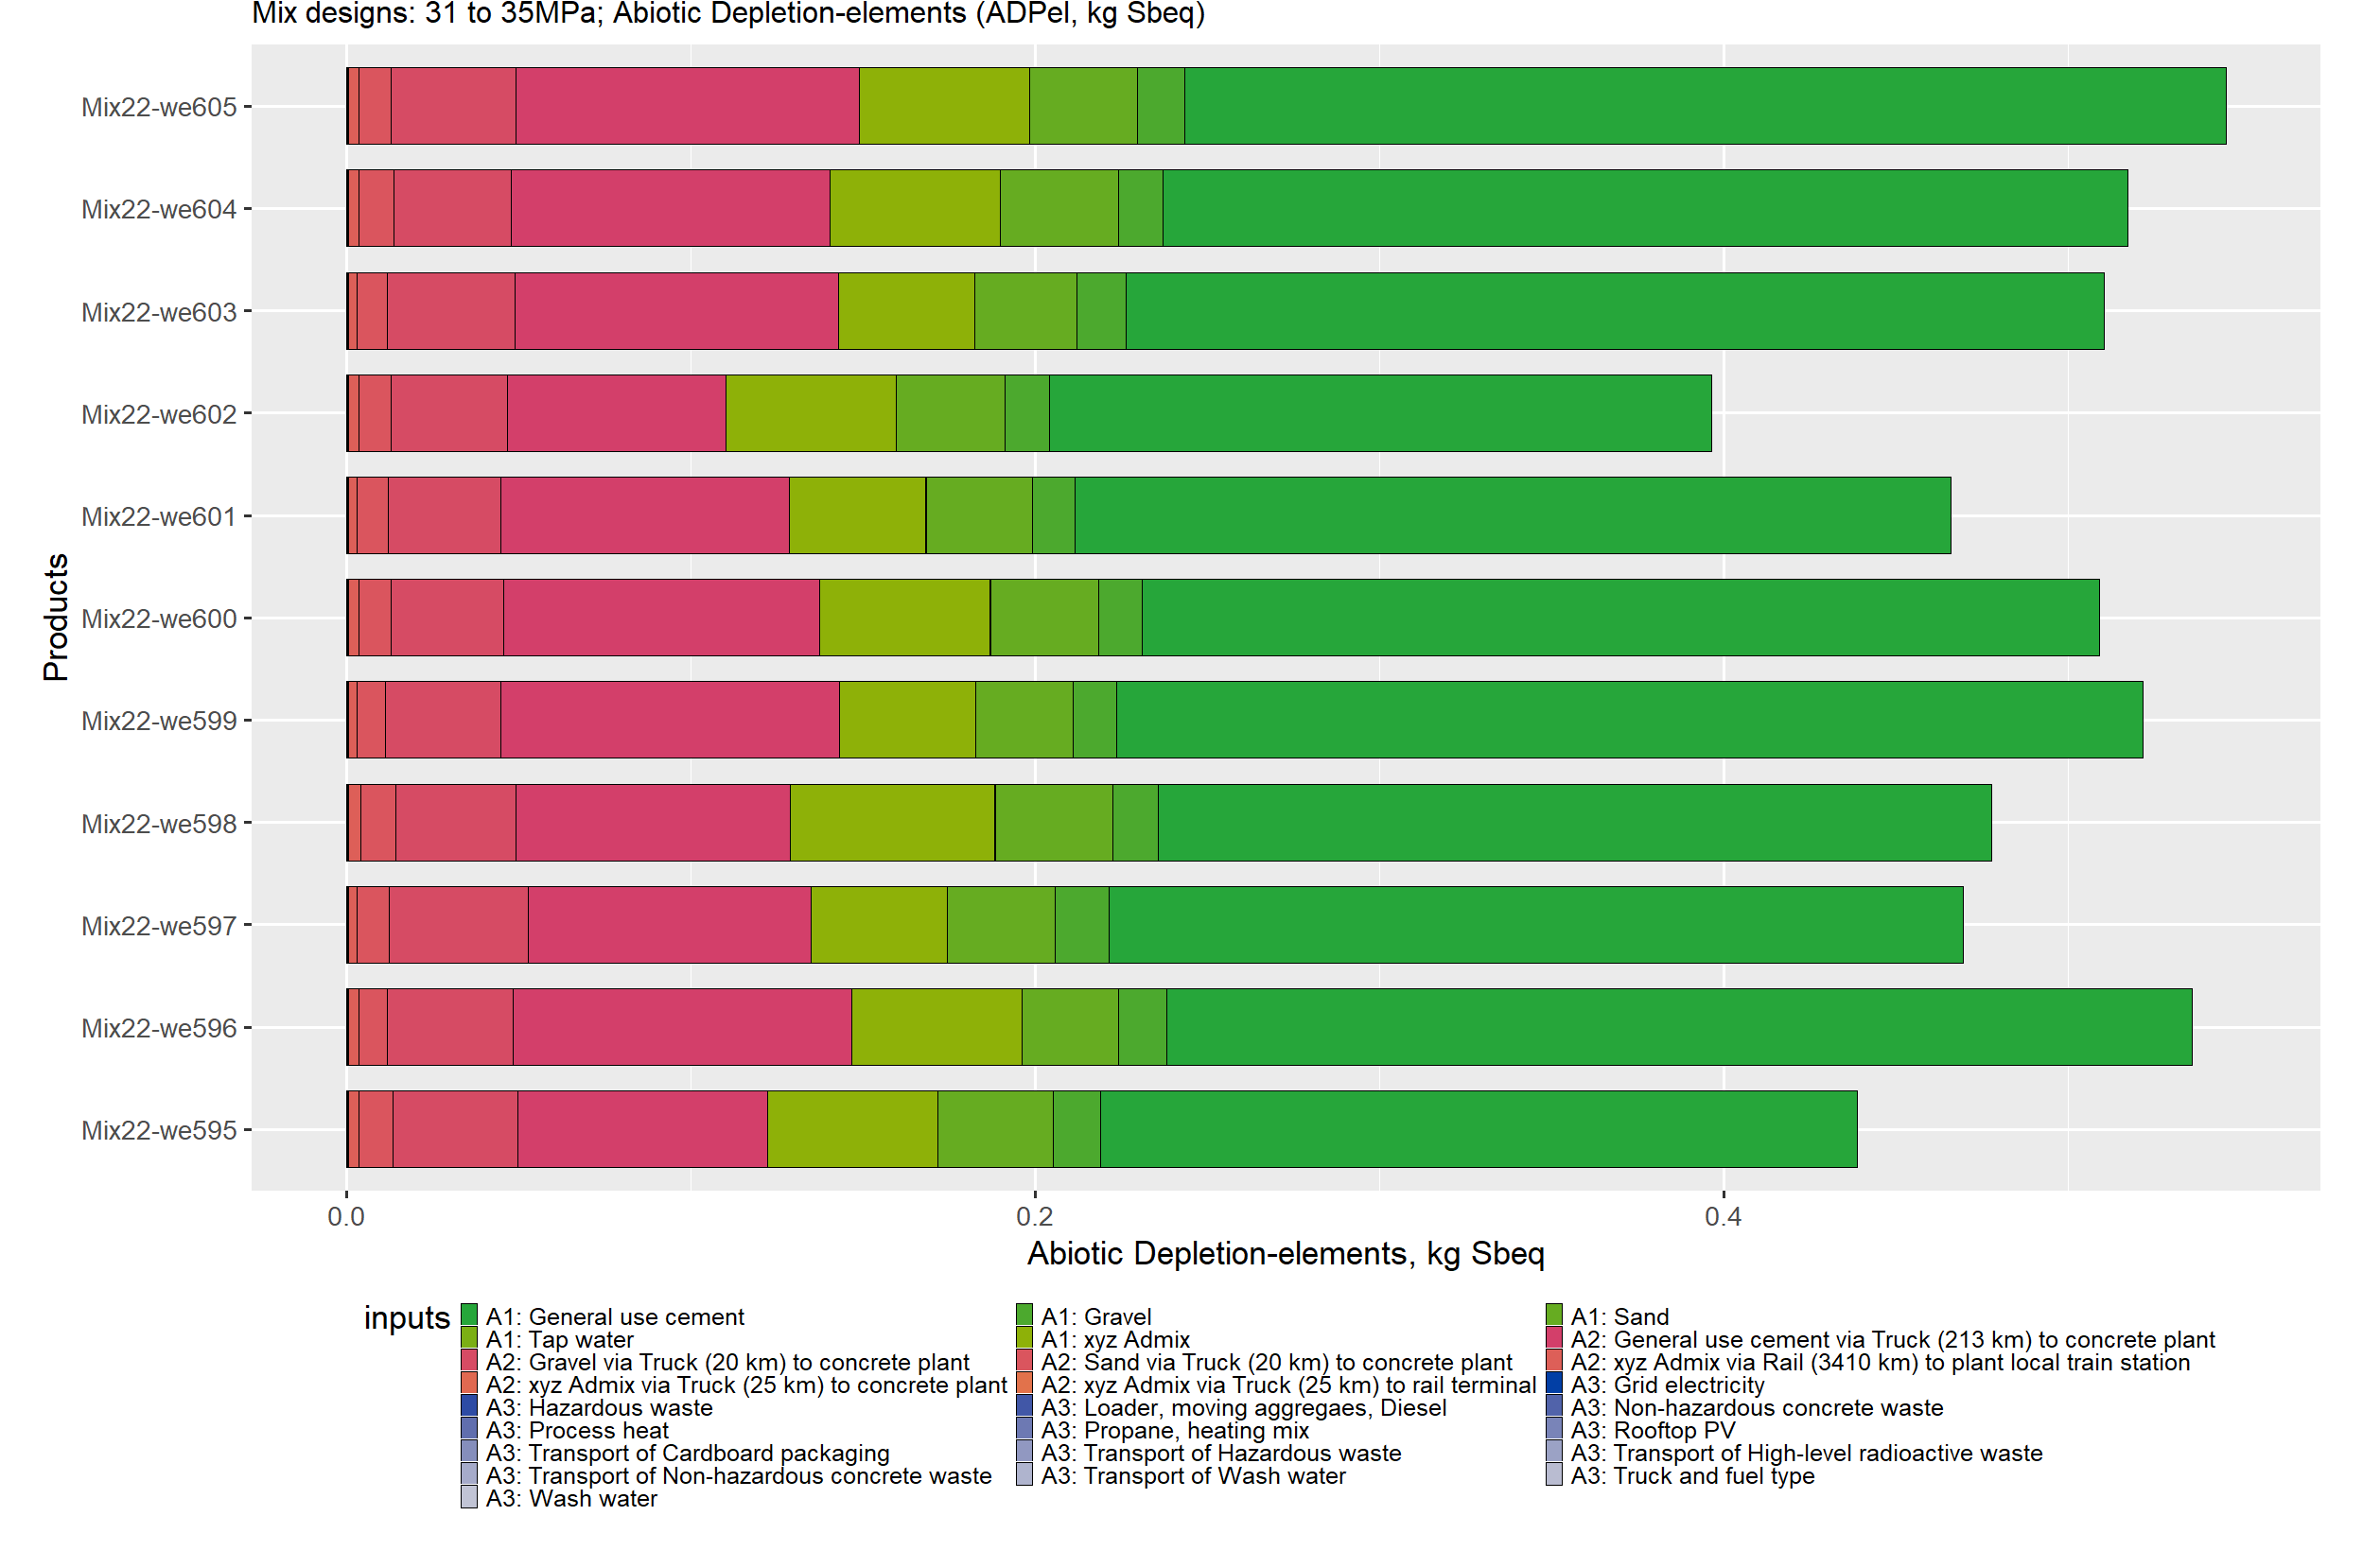 Mix designs: 31 to 35MPa; Abiotic Depletion-elements (ADPel, kg Sbeq)
Mix22-we605
Mix22-we604
Mix22-we603
Mix22-we602
Mix22-we601
Mix22-we600
Mix22-we599
Mix22-we598
Mix22-we597
Mix22-we596
Mix22-we595
Products
0.0 0.2 0.4
Abiotic Depletion-elements, kg Sbeq
inputs
A1: General use cement A1: Gravel A1: Sand
A1: Tap water A1: xyz Admix A2: General use cement via Truck (213 km) to concrete plant
A2: Gravel via Truck (20 km) to concrete plant A2: Sand via Truck (20 km) to concrete plant A2: xyz Admix via Rail (3410 km) to plant local train station
A2: xyz Admix via Truck (25 km) to concrete plant A2: xyz Admix via Truck (25 km) to rail terminal A3: Grid electricity
A3: Hazardous waste A3: Loader, moving aggregaes, Diesel A3: Non-hazardous concrete waste
A3: Process heat A3: Propane, heating mix A3: Rooftop PV
A3: Transport of Cardboard packaging A3: Transport of Hazardous waste A3: Transport of High-level radioactive waste
A3: Transport of Non-hazardous concrete waste A3: Transport of Wash water A3: Truck and fuel type
A3: Wash water